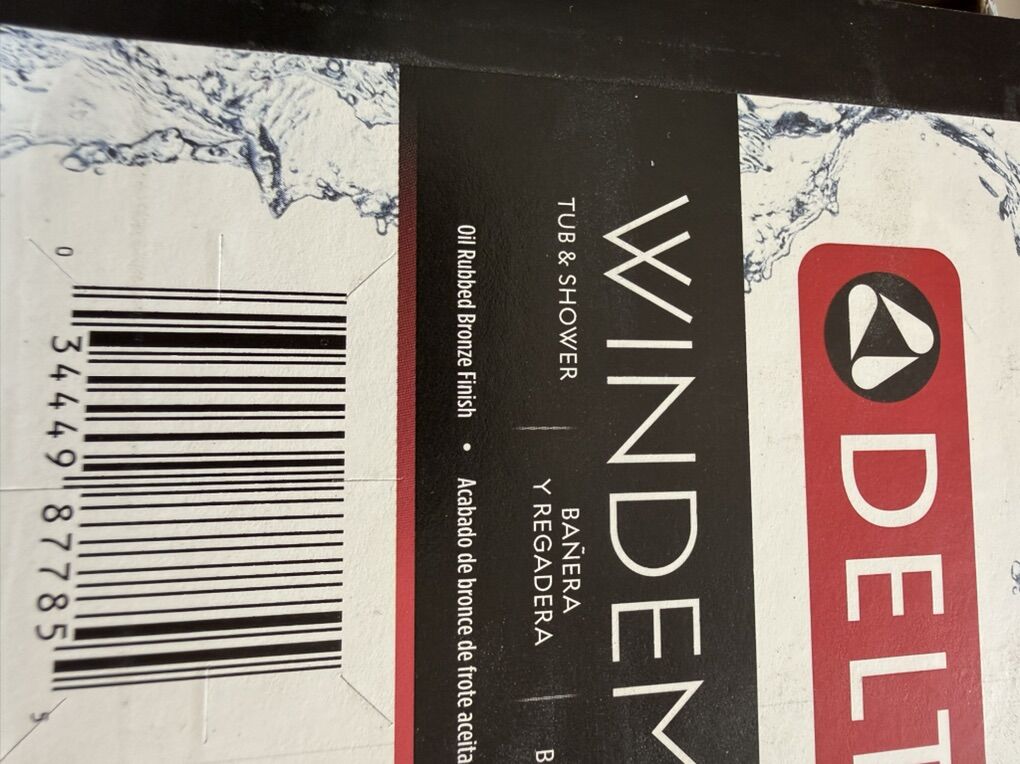 DELT
WINDEM
TUB & SHOWER
BAÑERA
Y REGADERA
B
Oil Rubbed Bronze Finish • Acabado de bronce de frote aceita
0 34449 87785 5